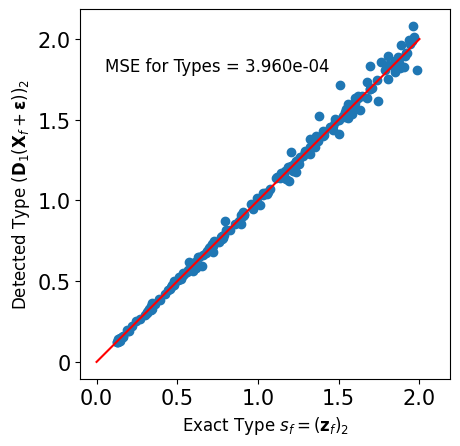 2.0
1.5
1.0
0.5
0
MSE for Types = 3.960e-04
Detected Type (𝐃₁(𝐗_f + 𝛆))₂
0.0 0.5 1.0 1.5 2.0
Exact Type s_f = (𝐳_f)₂